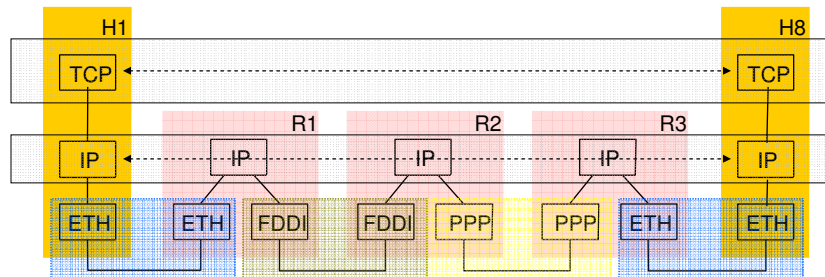 H1 H8
TCP TCP
R1 R2 R3
IP IP IP IP IP
ETH ETH FDDI FDDI PPP PPP ETH ETH